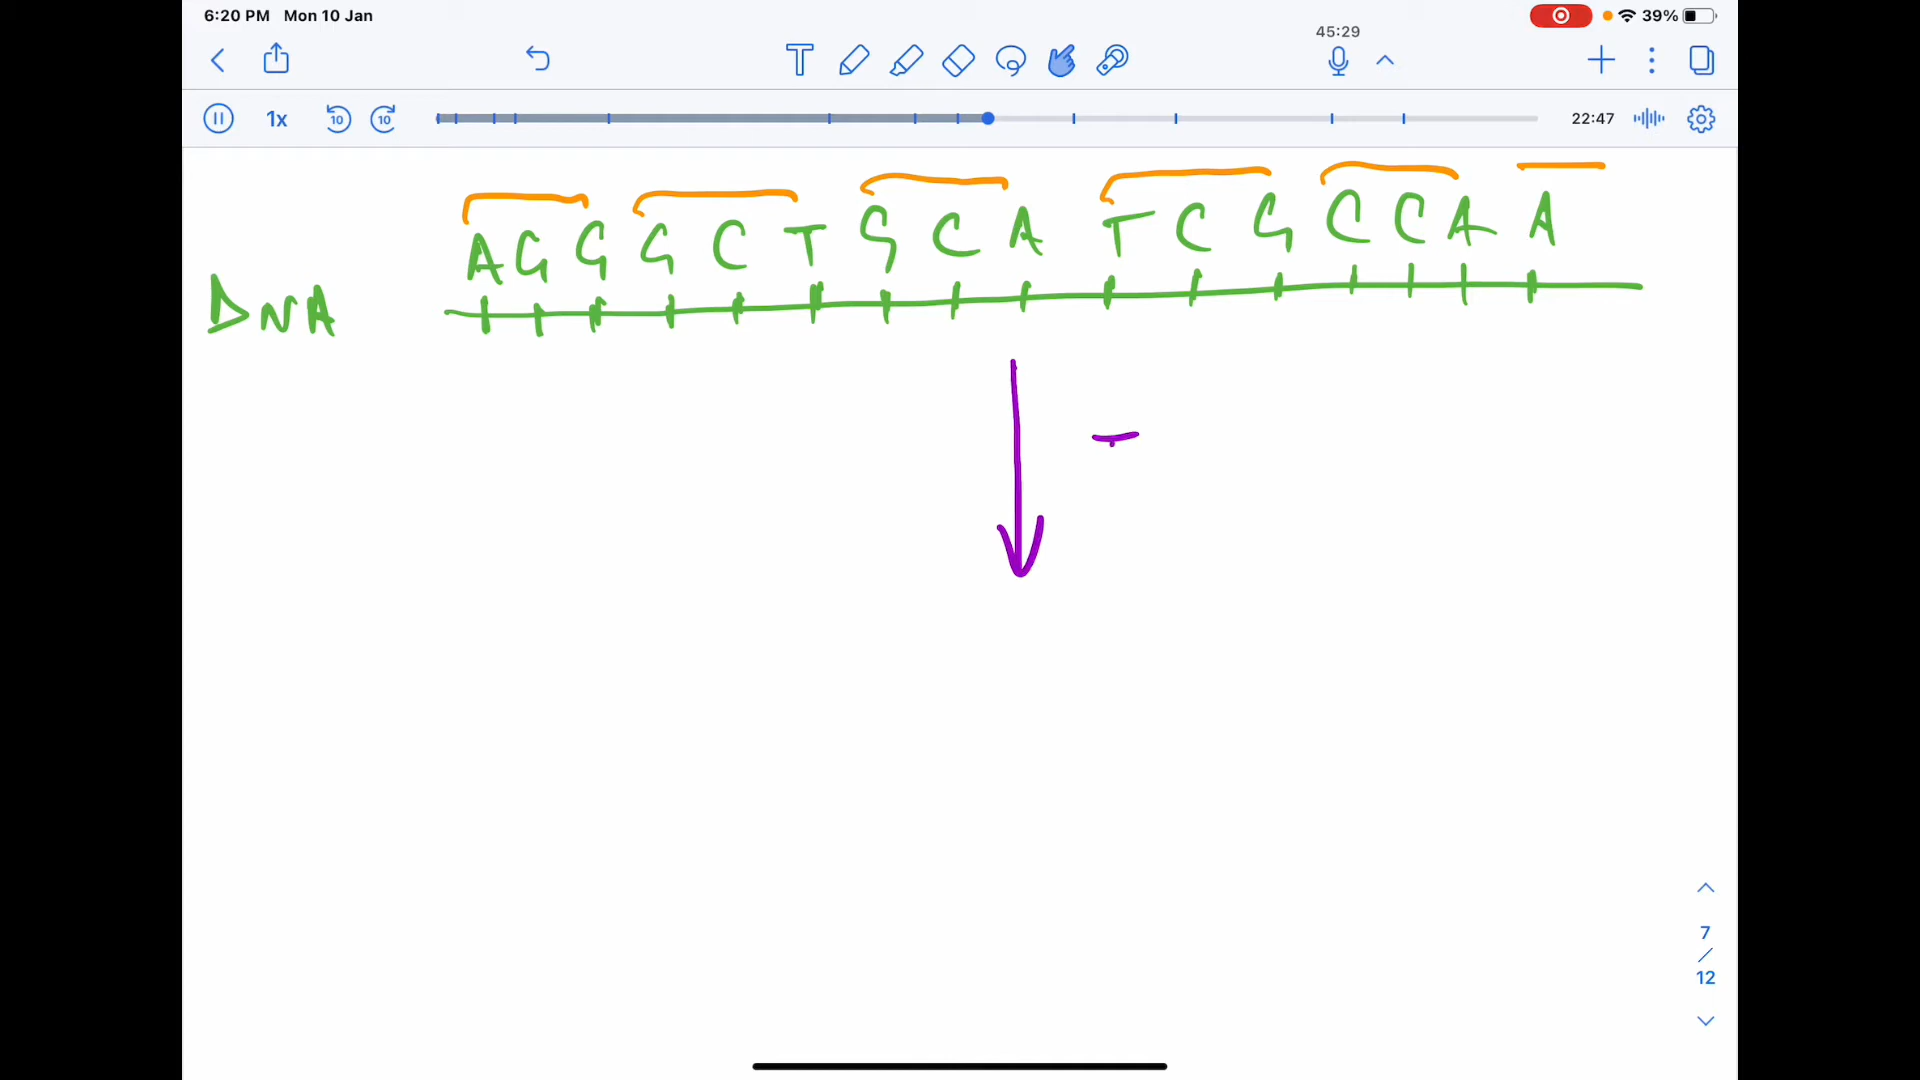 6:20 PM Mon 10 Jan 39%
45:29
T
1x 10 10 22:47
A G G G C T G C A T C G C C A A
DNA
7
/
12